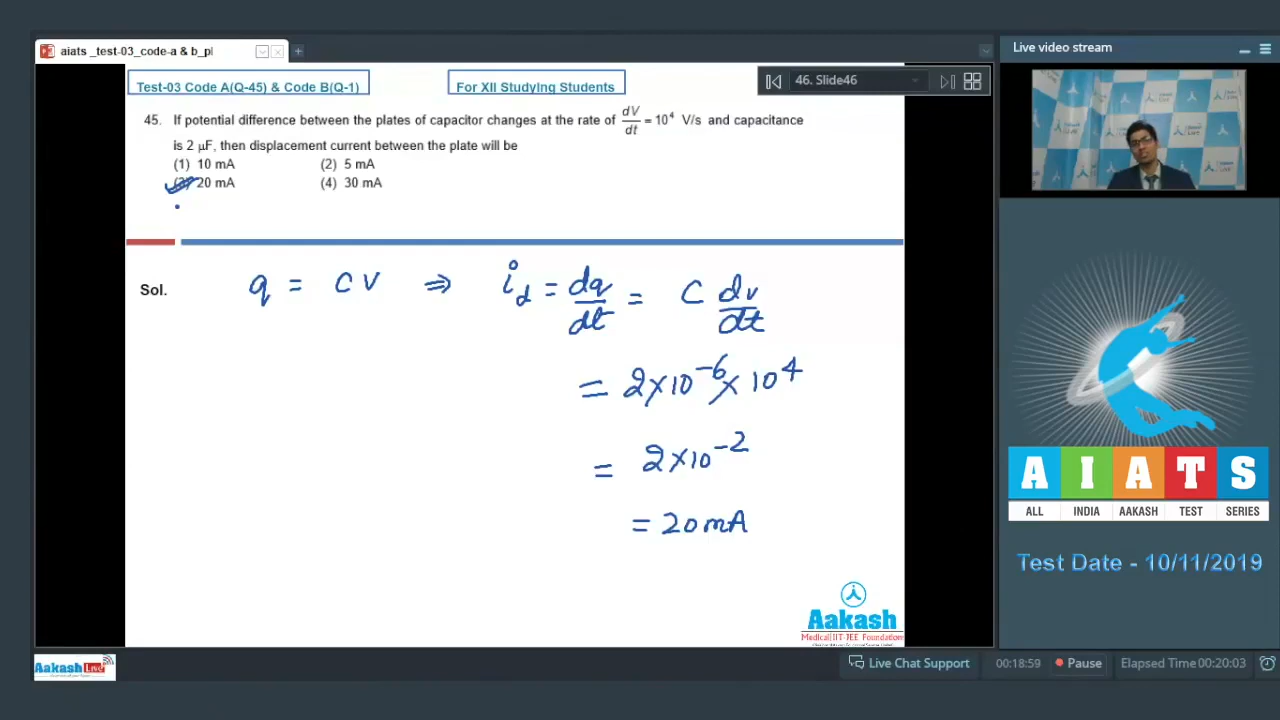 aiats _test-03_code-a & b_pl
Live video stream
Test-03 Code A(Q-45) & Code B(Q-1)
For XII Studying Students
46. Slide46
45. If potential difference between the plates of capacitor changes at the rate of dV/dt = 10⁴ V/s and capacitance
is 2 μF, then displacement current between the plate will be
(1) 10 mA (2) 5 mA
(3) 20 mA (4) 30 mA
Sol. q = CV ⇒ i_d = dq/dt = C dv/dt
= 2×10⁻⁶ × 10⁴
= 2×10⁻²
= 20mA
A I A T S
ALL INDIA AAKASH TEST SERIES
Test Date - 10/11/2019
Aakash
Medical|IIT-JEE|Foundations
Aakash Live
Live Chat Support
00:18:59
Pause
Elapsed Time 00:20:03